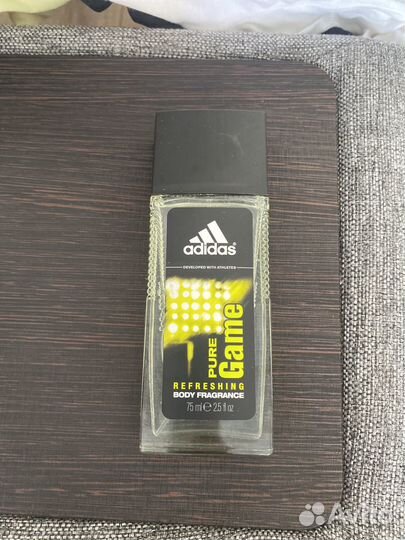 adidas®
DEVELOPED WITH ATHLETES
PURE
Game
REFRESHING
BODY FRAGRANCE
75 ml ℮ 2.5 fl oz
Avito